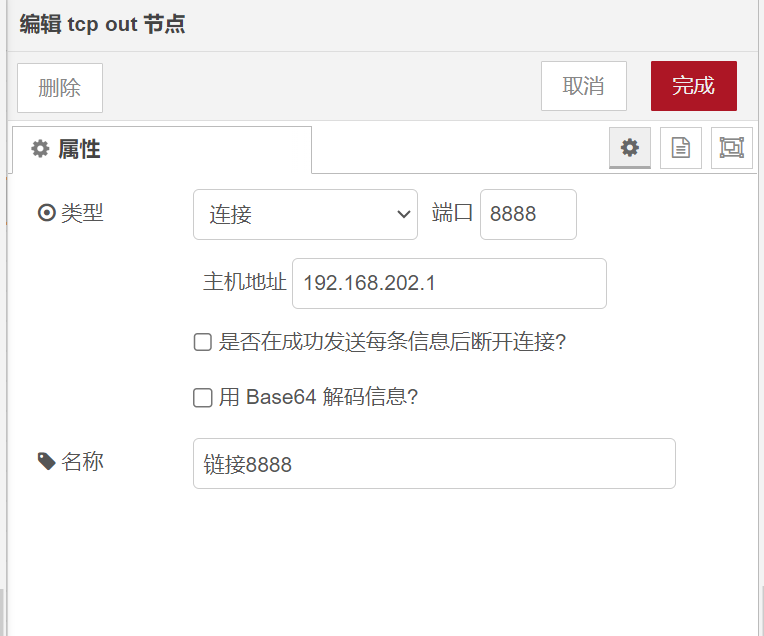 编辑 tcp out 节点
删除 取消 完成
属性
类型 连接 端口 8888
主机地址 192.168.202.1
是否在成功发送每条信息后断开连接?
用 Base64 解码信息?
名称 链接8888